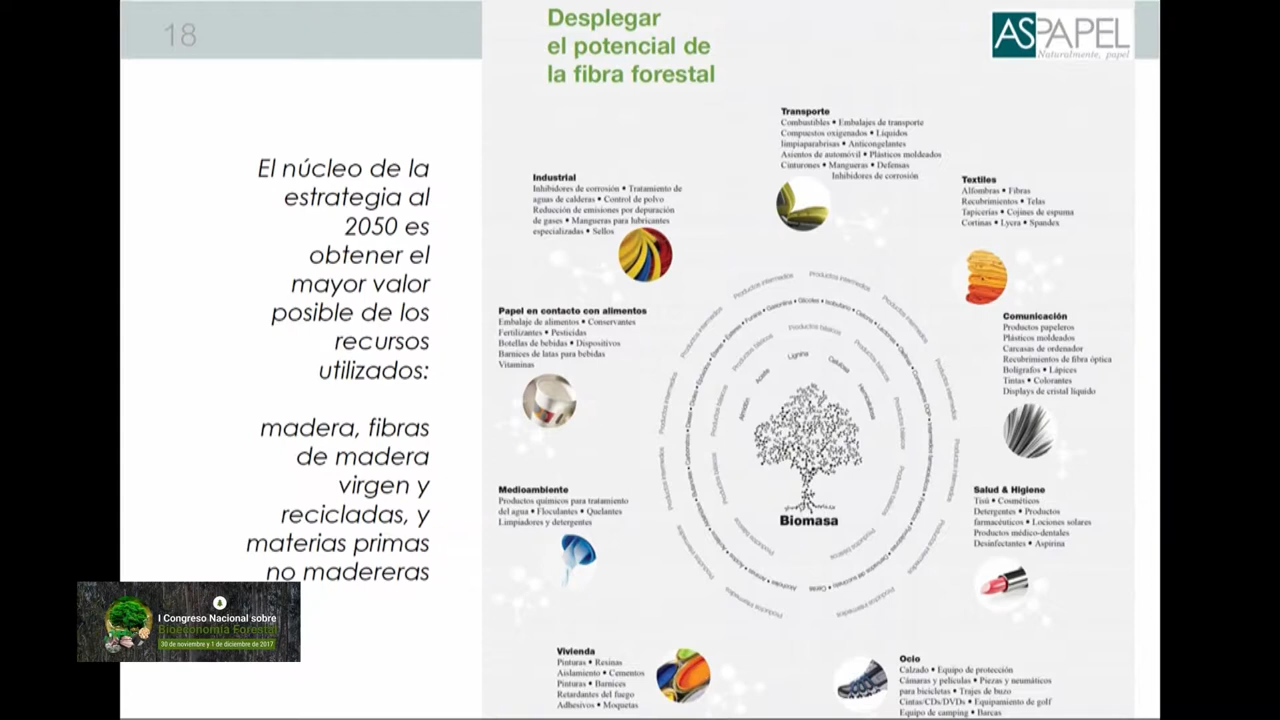 18
Desplegar
el potencial de
la fibra forestal
ASPAPEL
Naturalmente, papel
El núcleo de la
estrategia al
2050 es
obtener el
mayor valor
posible de los
recursos
utilizados:
madera, fibras
de madera
virgen y
recicladas, y
materias primas
no madereras
I Congreso Nacional sobre
Bioeconomía Forestal
30 de noviembre y 1 de diciembre de 2017
Transporte
Combustibles • Embalajes de transporte
Compuestos oxigenados • Líquidos
limpiaparabrisas • Anticongelantes
Asientos de automóvil • Plásticos moldeados
Cinturones • Mangueras • Defensas
Inhibidores de corrosión
Industrial
Inhibidores de corrosión • Tratamiento de
aguas de calderas • Control de polvo
Reducción de emisiones por depuración
de gases • Mangueras para lubricantes
especializadas • Sellos
Textiles
Alfombras • Fibras
Recubrimientos • Telas
Tapicerías • Cojines de espuma
Cortinas • Lycra • Spandex
Papel en contacto con alimentos
Embalaje de alimentos • Conservantes
Fertilizantes • Pesticidas
Botellas de bebidas • Dispositivos
Barnices de latas para bebidas
Vitaminas
Comunicación
Productos papeleros
Plásticos moldeados
Carcasas de ordenador
Recubrimientos de fibra óptica
Bolígrafos • Lápices
Tintas • Colorantes
Displays de cristal líquido
Productos intermedios
Productos básicos
Almidón
Aceite
Lignina
Celulosa
Hemicelulosa
Biomasa
Medioambiente
Productos químicos para tratamiento
del agua • Floculantes • Quelantes
Limpiadores y detergentes
Salud & Higiene
Tisú • Cosméticos
Detergentes • Productos
farmacéuticos • Lociones solares
Productos médico-dentales
Desinfectantes • Aspirina
Vivienda
Pinturas • Resinas
Aislamiento • Cementos
Pinturas • Barnices
Retardantes del fuego
Adhesivos • Moquetas
Ocio
Calzado • Equipo de protección
Cámaras y películas • Piezas y neumáticos
para bicicletas • Trajes de buzo
Cintas/CDs/DVDs • Equipamiento de golf
Equipo de camping • Barcas